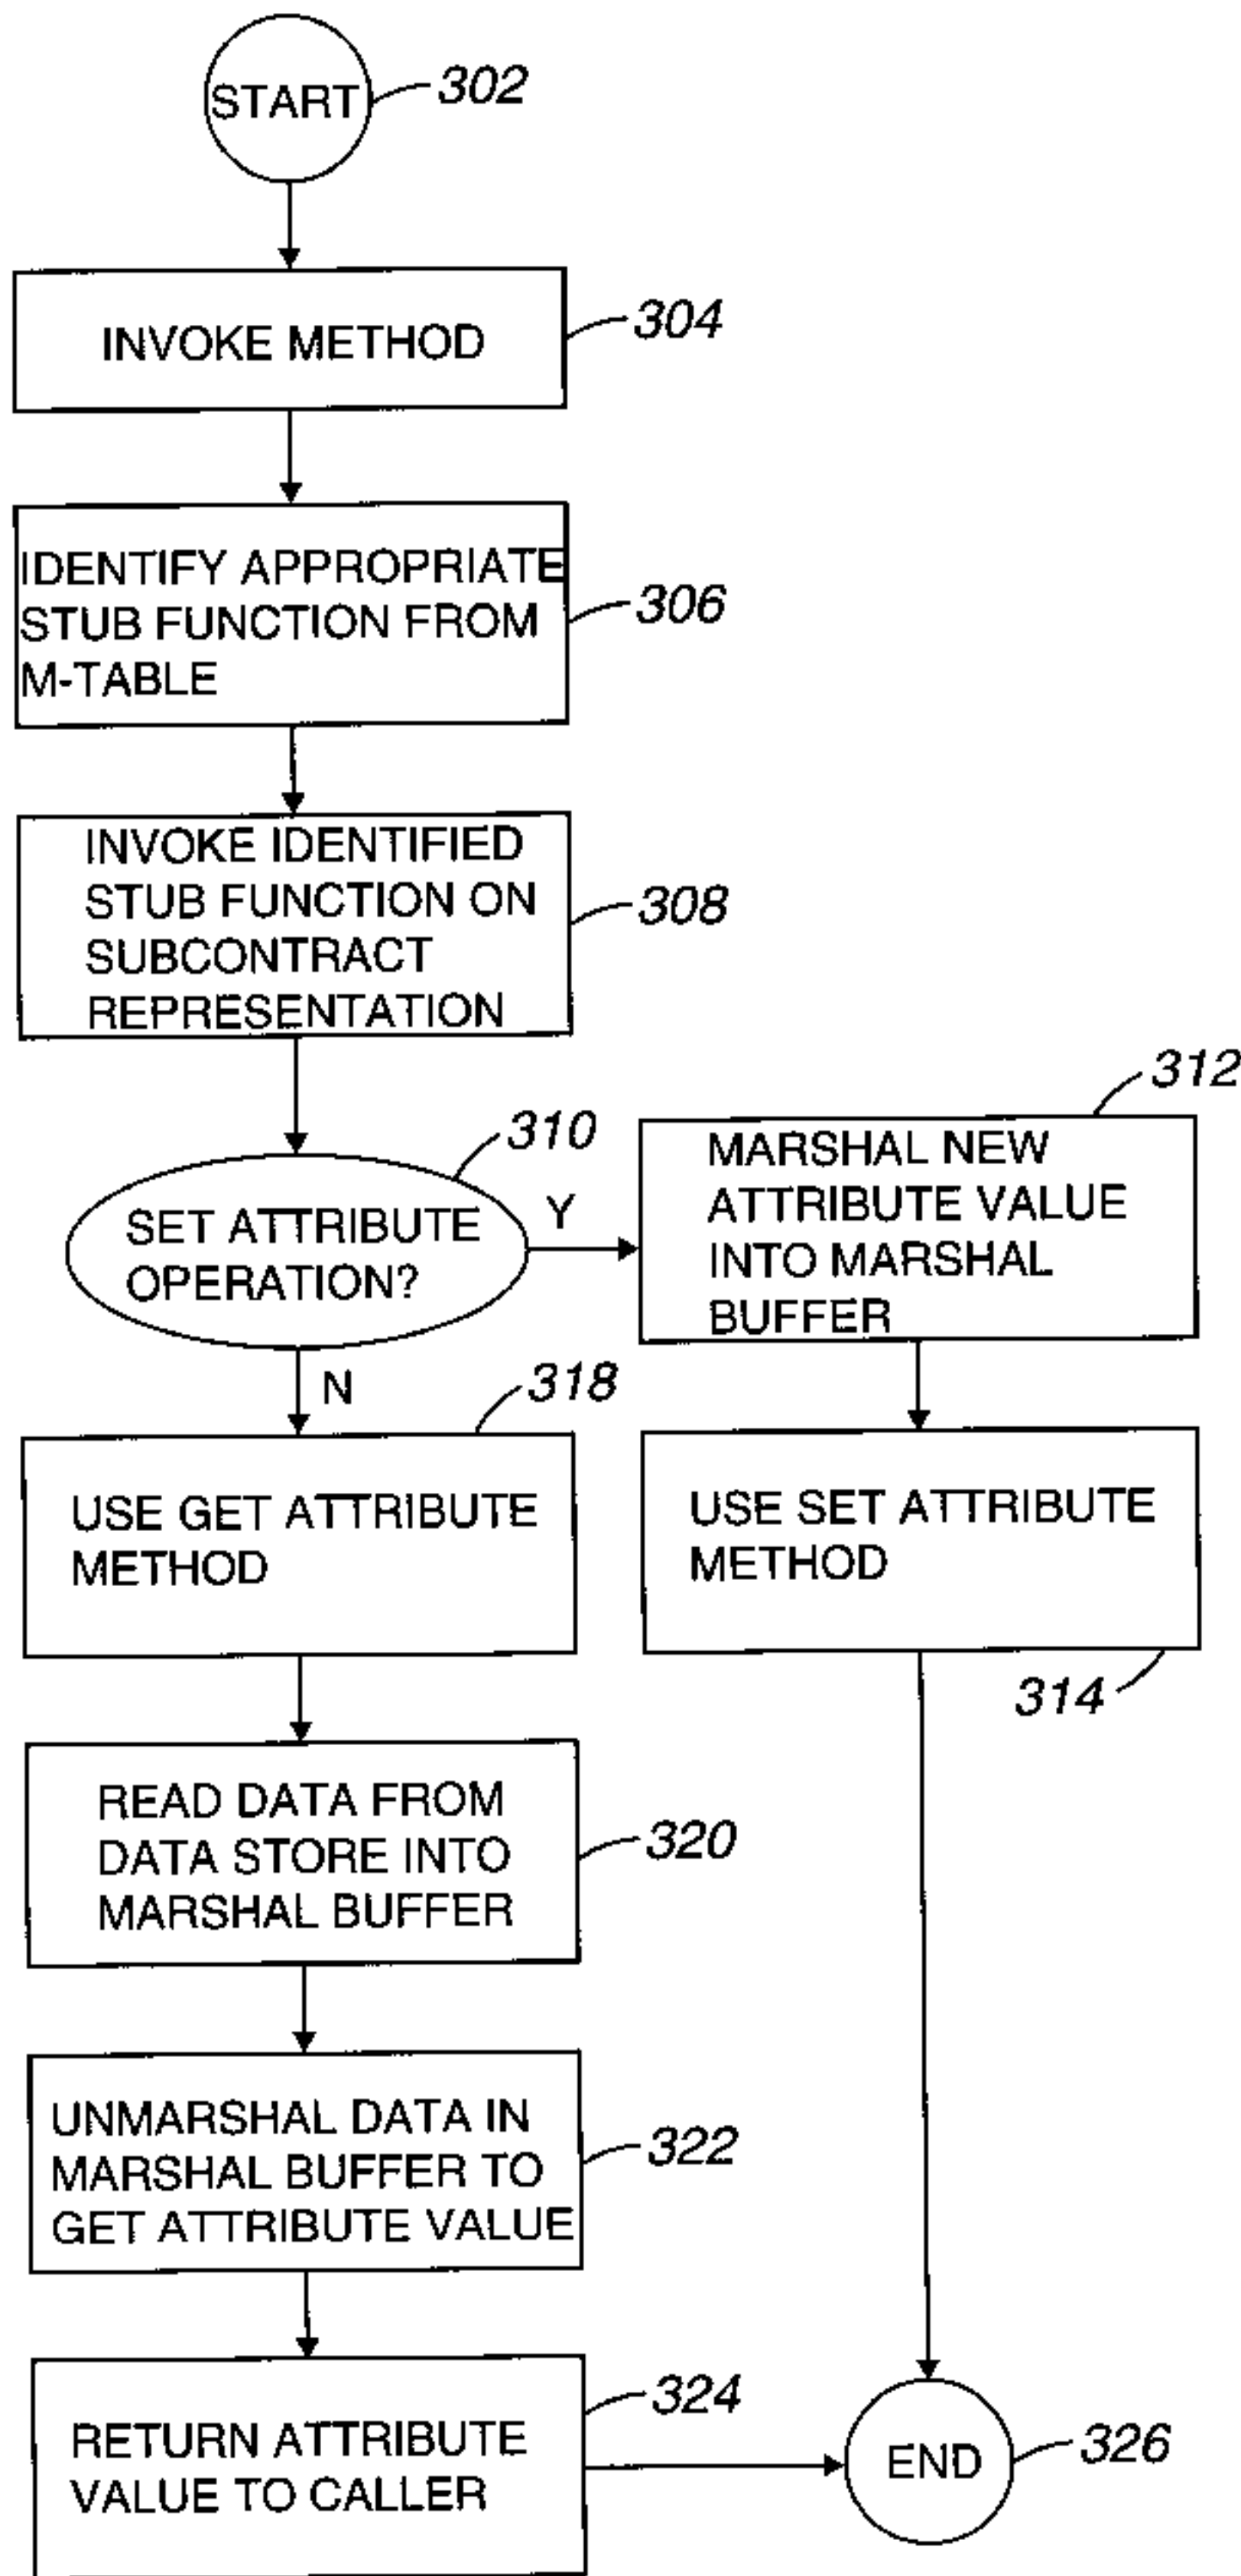 START
302
INVOKE METHOD
304
IDENTIFY APPROPRIATE
STUB FUNCTION FROM
M-TABLE
306
INVOKE IDENTIFIED
STUB FUNCTION ON
SUBCONTRACT
REPRESENTATION
308
310
SET ATTRIBUTE
OPERATION?
Y
N
312
MARSHAL NEW
ATTRIBUTE VALUE
INTO MARSHAL
BUFFER
318
USE GET ATTRIBUTE
METHOD
USE SET ATTRIBUTE
METHOD
314
READ DATA FROM
DATA STORE INTO
MARSHAL BUFFER
320
UNMARSHAL DATA IN
MARSHAL BUFFER TO
GET ATTRIBUTE VALUE
322
RETURN ATTRIBUTE
VALUE TO CALLER
324
END
326